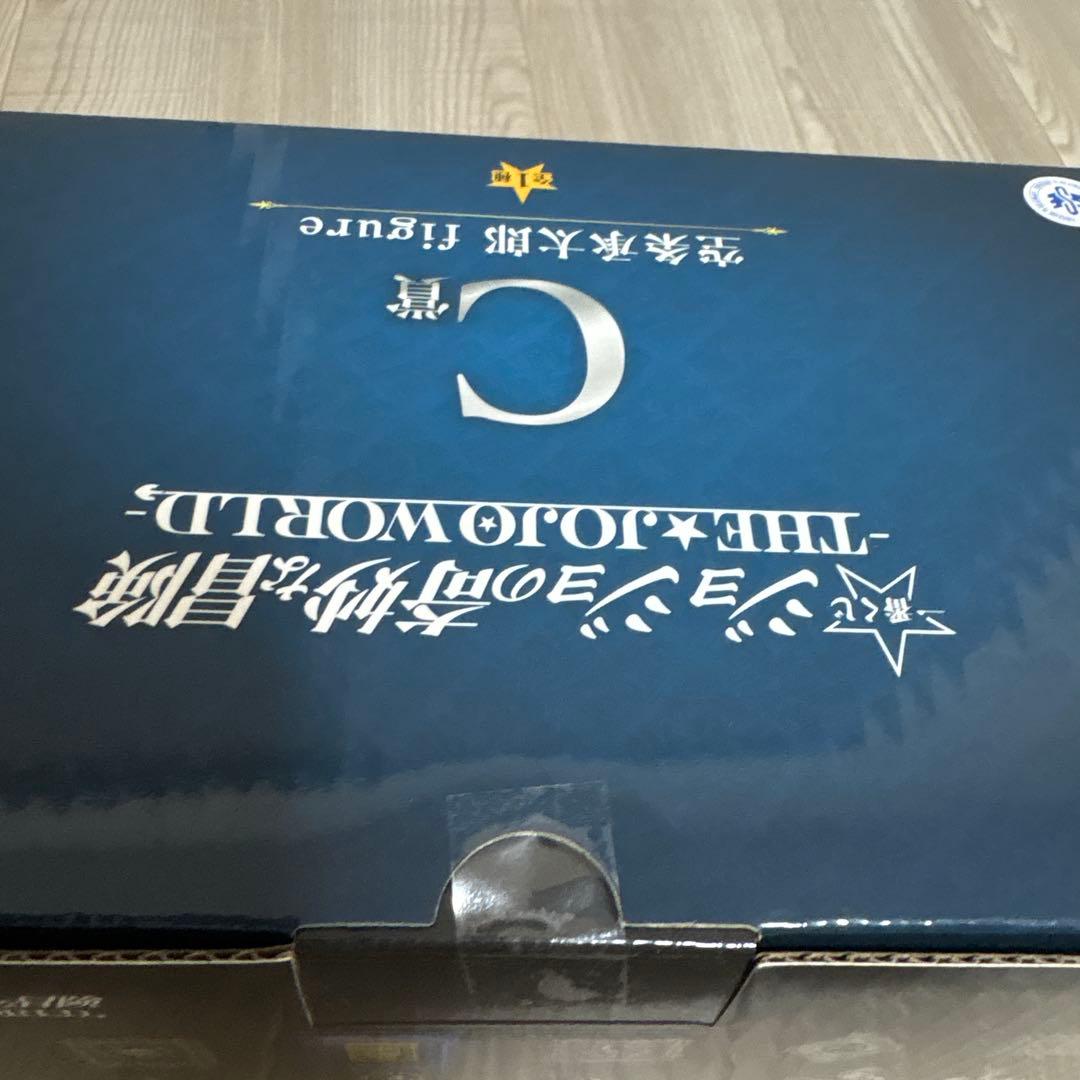 一番くじ
ジョジョの奇妙な冒険
-THE★JOJO WORLD-
C賞
空条承太郎 figure
全1種